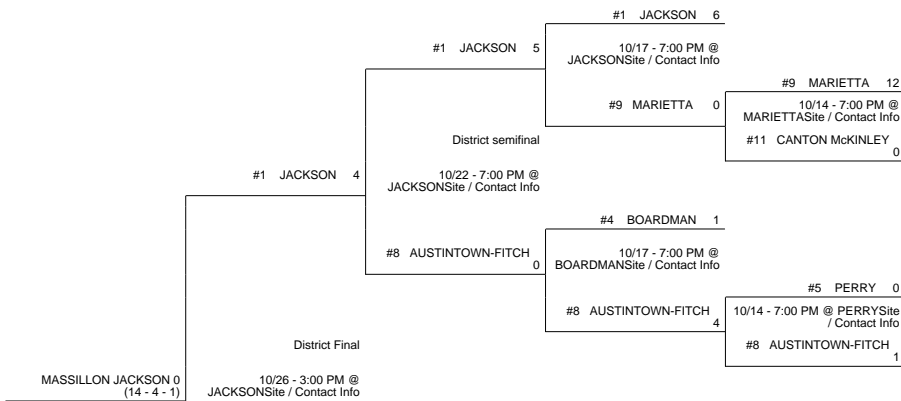 #1 JACKSON 6
#1 JACKSON 5
10/17 - 7:00 PM @
JACKSONSite / Contact Info
#9 MARIETTA 12
#9 MARIETTA 0
10/14 - 7:00 PM @
MARIETTASite / Contact Info
District semifinal
#11 CANTON McKINLEY
0
#1 JACKSON 4
10/22 - 7:00 PM @
JACKSONSite / Contact Info
#4 BOARDMAN 1
#8 AUSTINTOWN-FITCH
0
10/17 - 7:00 PM @
BOARDMANSite / Contact Info
#5 PERRY 0
#8 AUSTINTOWN-FITCH
4
10/14 - 7:00 PM @ PERRYSite
/ Contact Info
District Final
#8 AUSTINTOWN-FITCH
1
MASSILLON JACKSON 0
(14 - 4 - 1)
10/26 - 3:00 PM @
JACKSONSite / Contact Info